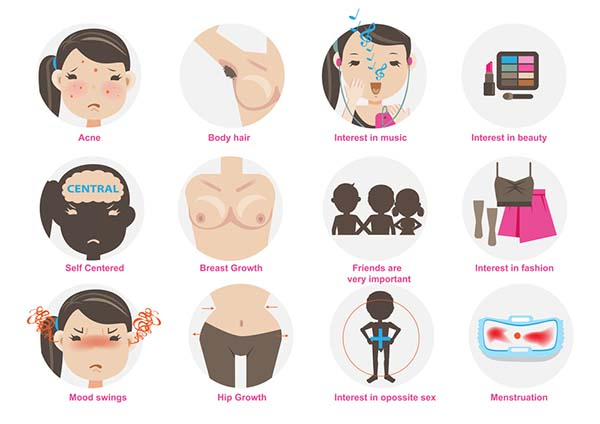 Acne
Body hair
Interest in music
Interest in beauty
CENTRAL
Self Centered
Breast Growth
Friends are
very important
Interest in fashion
Mood swings
Hip Growth
Interest in opossite sex
Menstruation